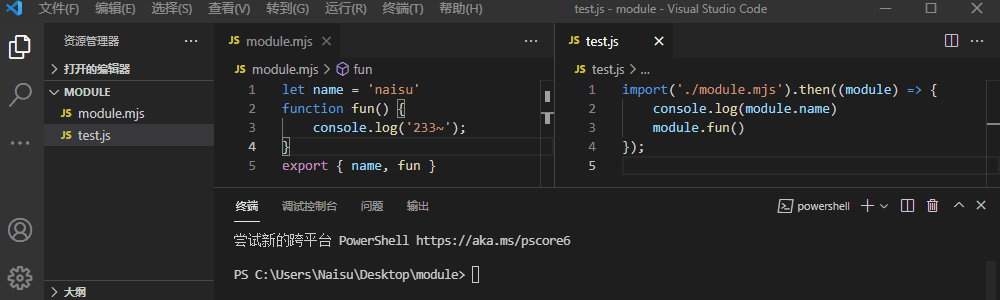 文件(F) 编辑(E) 选择(S) 查看(V) 转到(G) 运行(R) 终端(T) 帮助(H) test.js - module - Visual Studio Code
资源管理器 ···
打开的编辑器
MODULE
JS module.mjs
JS test.js
大纲
JS module.mjs
JS module.mjs > fun
1 let name = 'naisu'
2 function fun() {
3 console.log('233~');
4 }
5 export { name, fun }
JS test.js
JS test.js > ...
1 import('./module.mjs').then((module) => {
2 console.log(module.name)
3 module.fun()
4 });
5
终端 调试控制台 问题 输出 powershell
尝试新的跨平台 PowerShell https://aka.ms/pscore6
PS C:\Users\Naisu\Desktop\module>